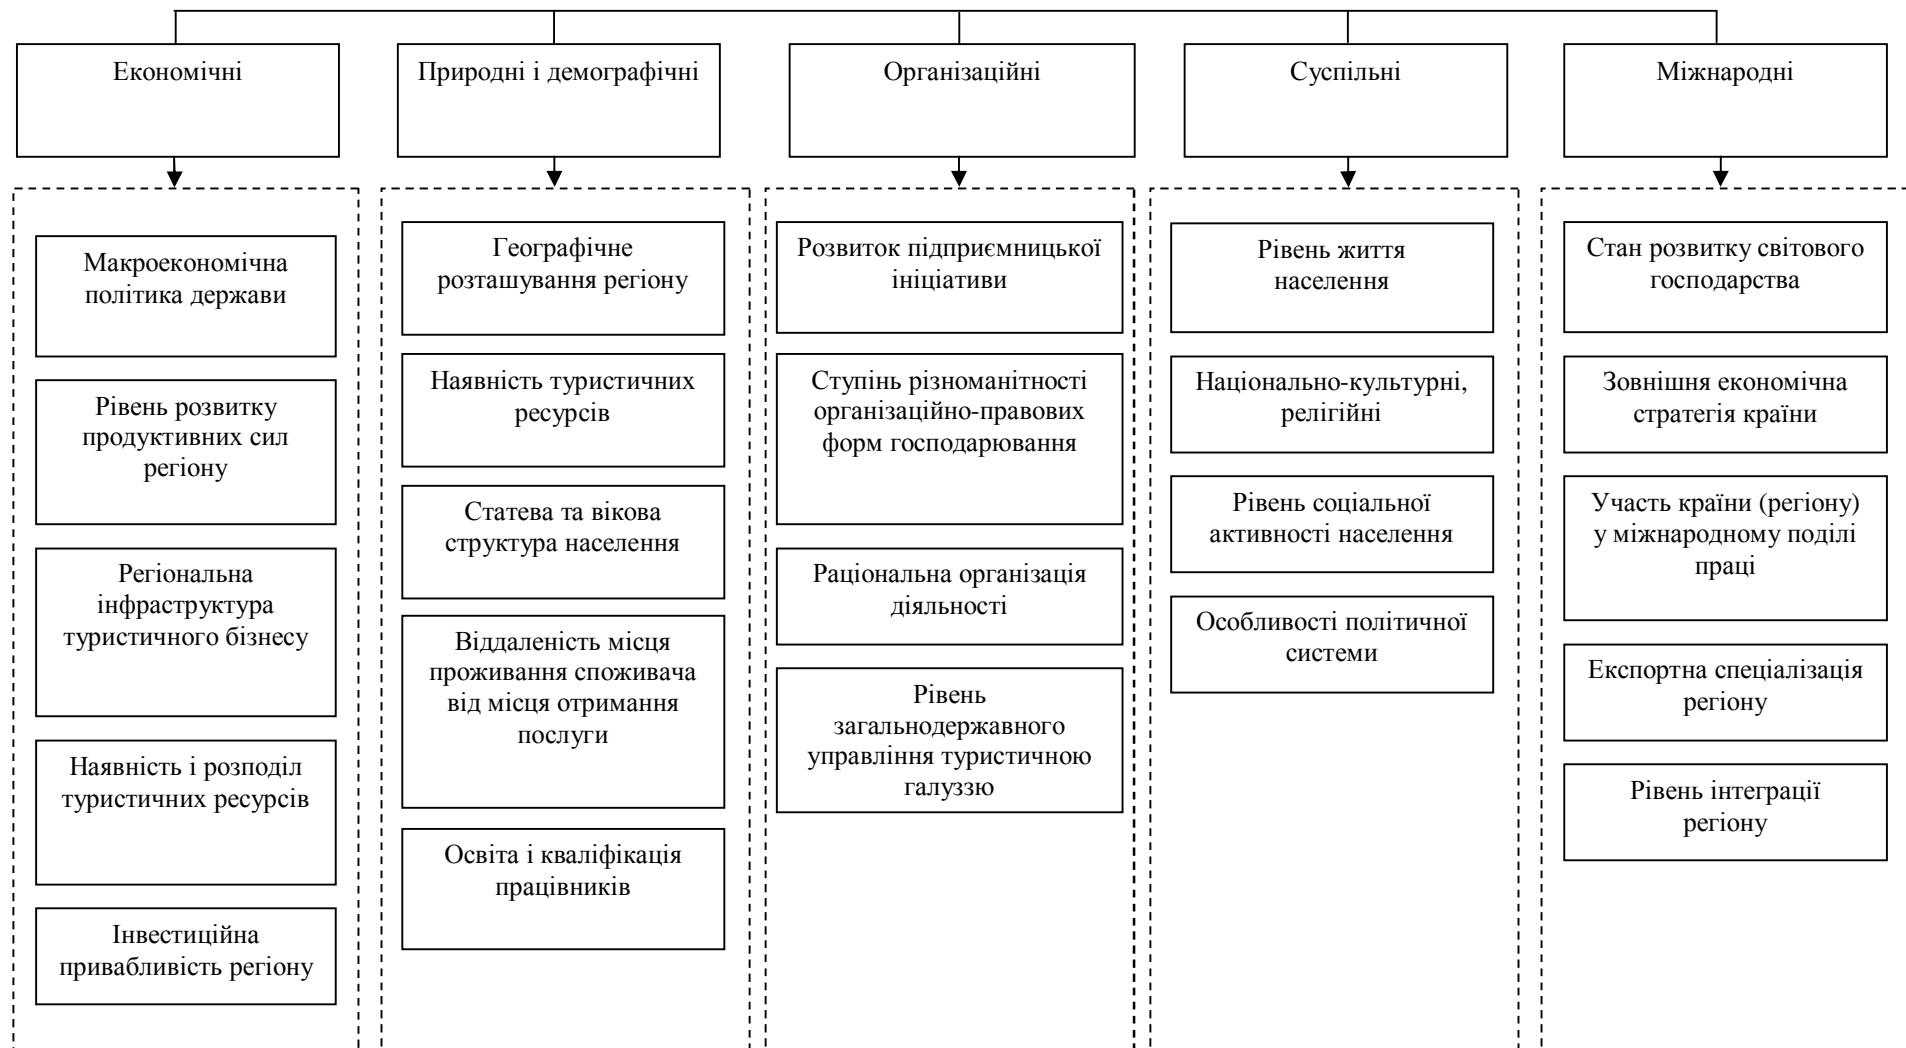 Економічні
Природні і демографічні
Організаційні
Суспільні
Міжнародні
Макроекономічна
політика держави
Рівень розвитку
продуктивних сил
регіону
Регіональна
інфраструктура
туристичного бізнесу
Наявність і розподіл
туристичних ресурсів
Інвестиційна
привабливість регіону
Географічне
розташування регіону
Наявність туристичних
ресурсів
Статева та вікова
структура населення
Віддаленість місця
проживання споживача
від місця отримання
послуги
Освіта і кваліфікація
працівників
Розвиток підприємницької
ініціативи
Ступінь різноманітності
організаційно-правових
форм господарювання
Раціональна організація
діяльності
Рівень
загальнодержавного
управління туристичною
галуззю
Рівень життя
населення
Національно-культурні,
релігійні
Рівень соціальної
активності населення
Особливості політичної
системи
Стан розвитку світового
господарства
Зовнішня економічна
стратегія країни
Участь країни (регіону)
у міжнародному поділі
праці
Експортна спеціалізація
регіону
Рівень інтеграції
регіону